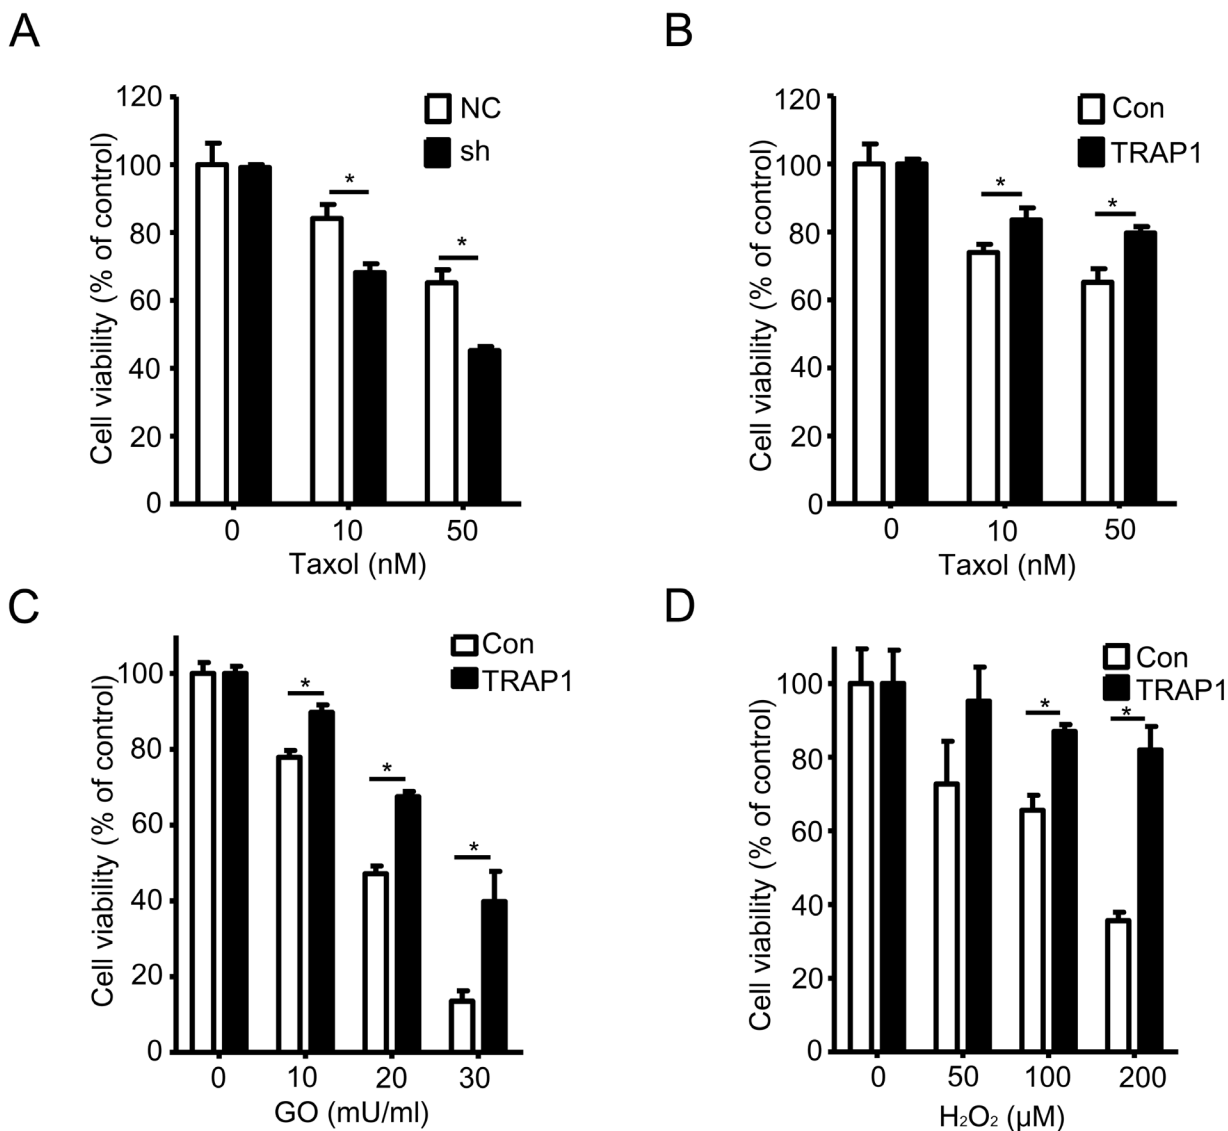 A
Cell viability (% of control)
120
100
80
60
40
20
0
NC
sh
*
*
0 10 50
Taxol (nM)
B
Cell viability (% of control)
120
100
80
60
40
20
0
Con
TRAP1
*
*
0 10 50
Taxol (nM)
C
Cell viability (% of control)
100
80
60
40
20
0
Con
TRAP1
*
*
*
0 10 20 30
GO (mU/ml)
D
Cell viability (% of control)
100
80
60
40
20
0
Con
TRAP1
*
*
0 50 100 200
H₂O₂ (μM)